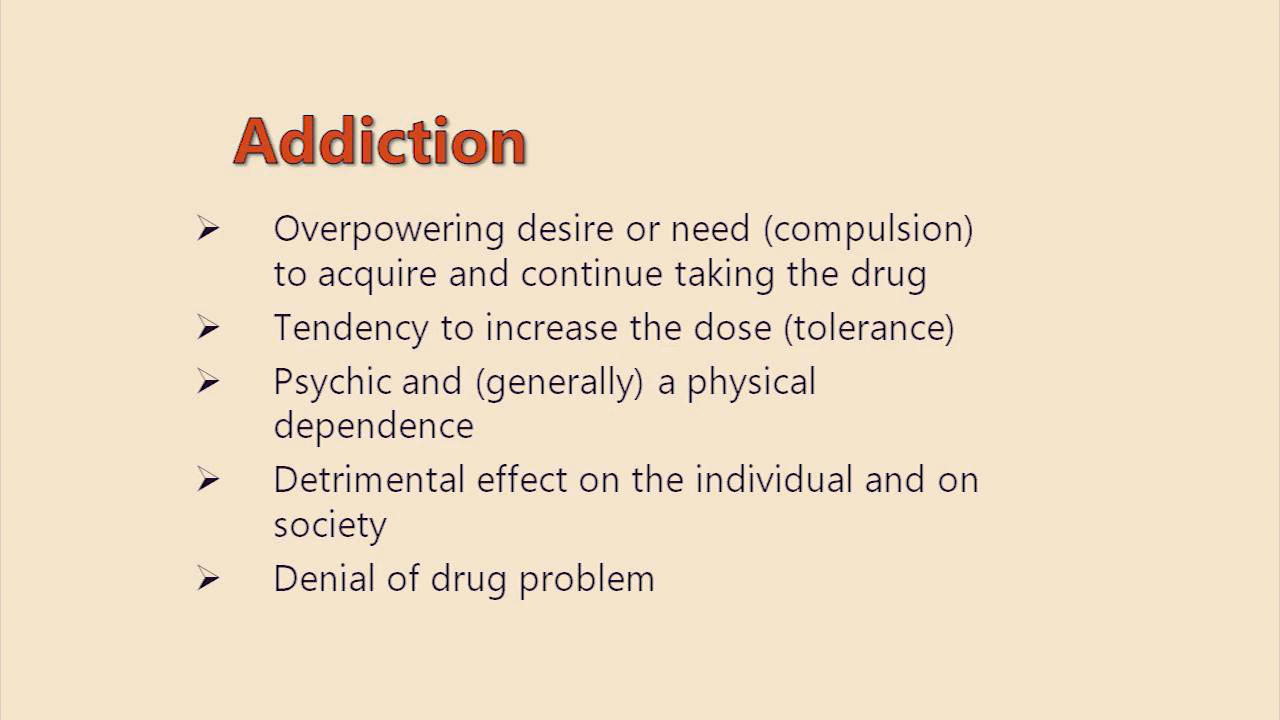 Addiction
Overpowering desire or need (compulsion)
to acquire and continue taking the drug
Tendency to increase the dose (tolerance)
Psychic and (generally) a physical
dependence
Detrimental effect on the individual and on
society
Denial of drug problem